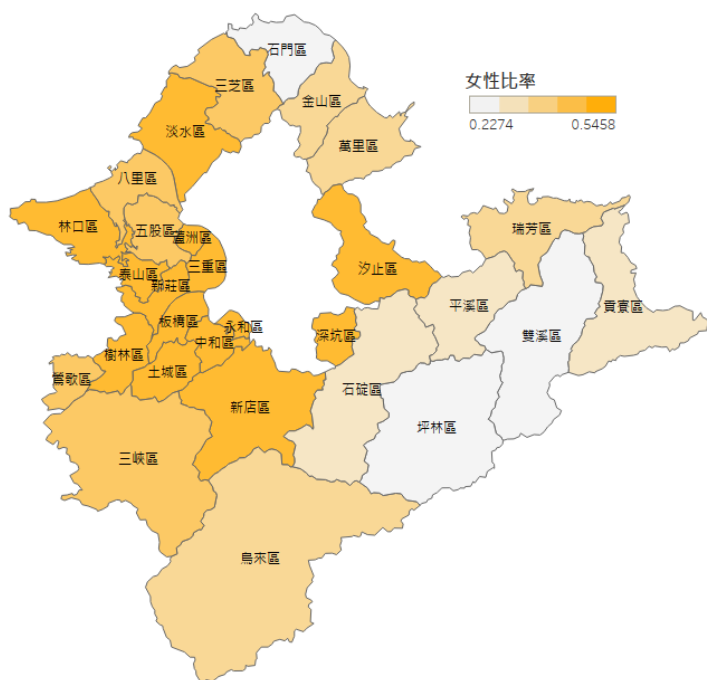 石門區
女性比率
三芝區
金山區
0.2274
0.5458
淡水區
萬里區
八里區
林口區
五股區
蘆洲區
瑞芳區
三重區
汐止區
泰山區
新莊區
平溪區
貢寮區
板橋區
永和區
深坑區
雙溪區
中和區
樹林區
土城區
鶯歌區
石碇區
新店區
坪林區
三峽區
烏來區